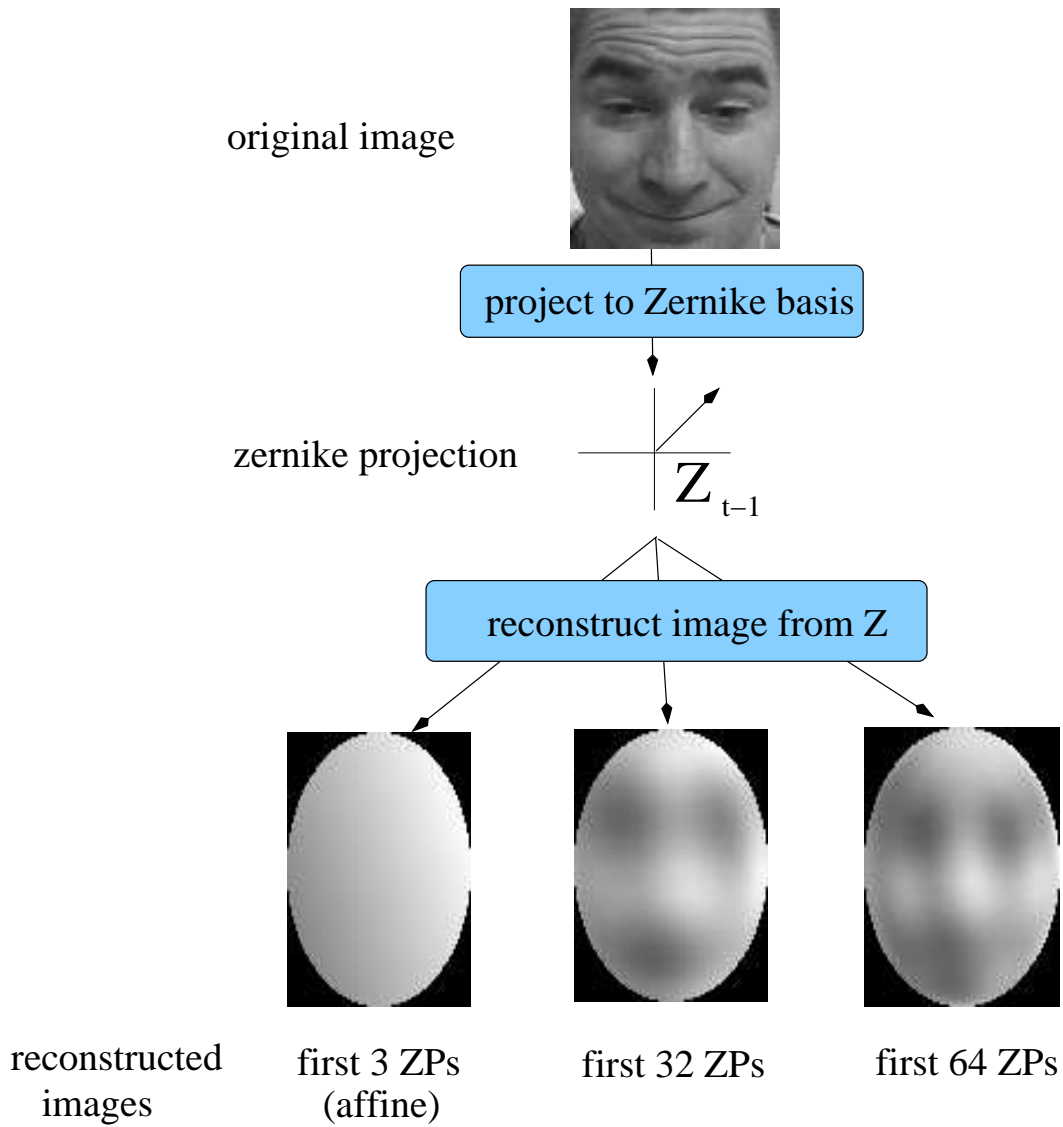 original image
project to Zernike basis
zernike projection
Z t−1
reconstruct image from Z
reconstructed
images
first 3 ZPs
(affine)
first 32 ZPs
first 64 ZPs